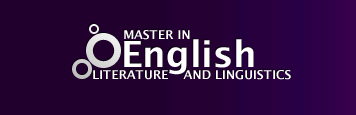 MASTER IN
English
LITERATURE AND LINGUISTICS